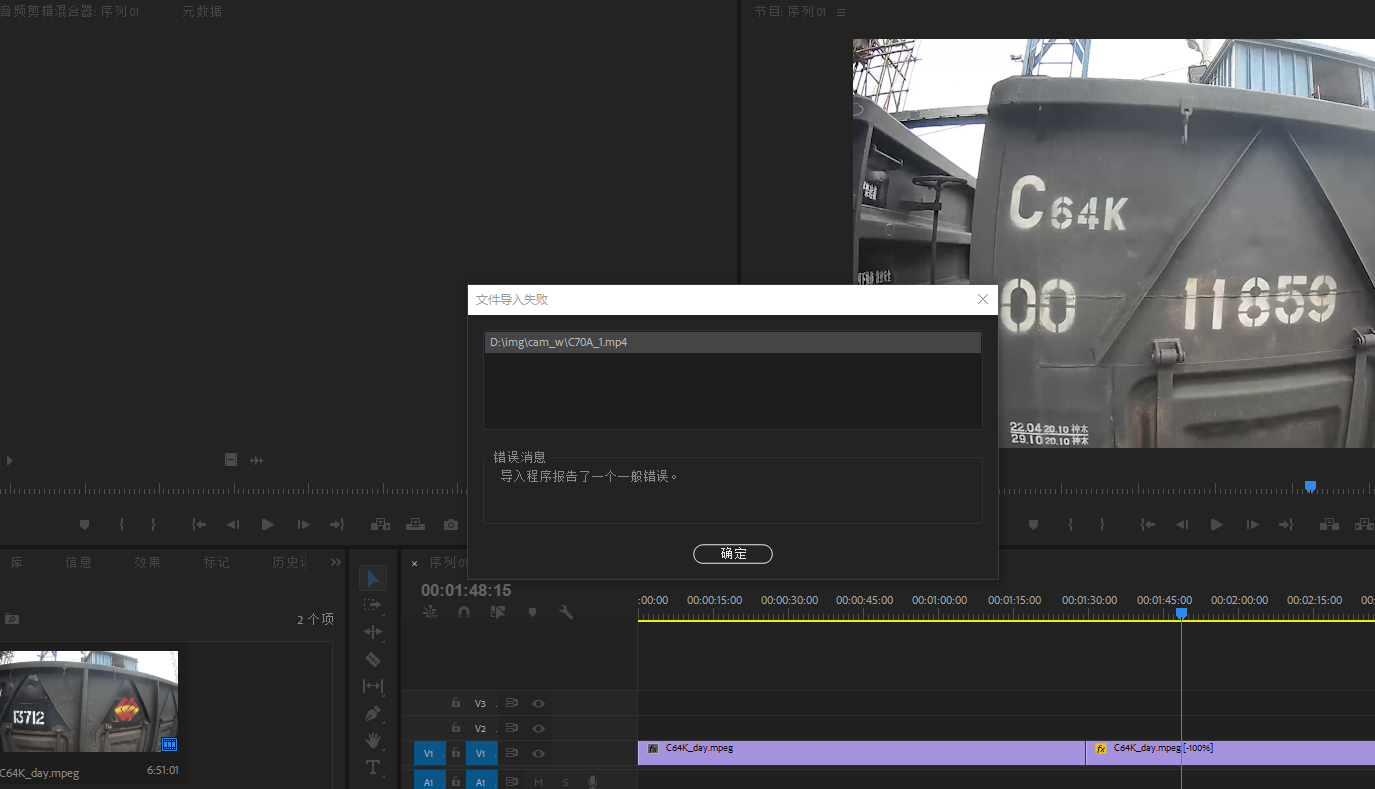 音频剪辑混合器: 序列 01
元数据
节目: 序列 01
C64K
00 11859
22.04 20.10 神木
29.10 20.10 神木
文件导入失败
D:\img\cam_w\C70A_1.mp4
错误消息
导入程序报告了一个一般错误。
确定
库
信息
效果
标记
历史记
2 个项
13712
C64K_day.mpeg
6:51:01
序列 01
00:01:48:15
:00:00
00:00:15:00
00:00:30:00
00:00:45:00
00:01:00:00
00:01:15:00
00:01:30:00
00:01:45:00
00:02:00:00
00:02:15:00
00:
V3
V2
V1
V1
fx
C64K_day.mpeg
fx
C64K_day.mpeg [-100%]
A1
A1
M
S